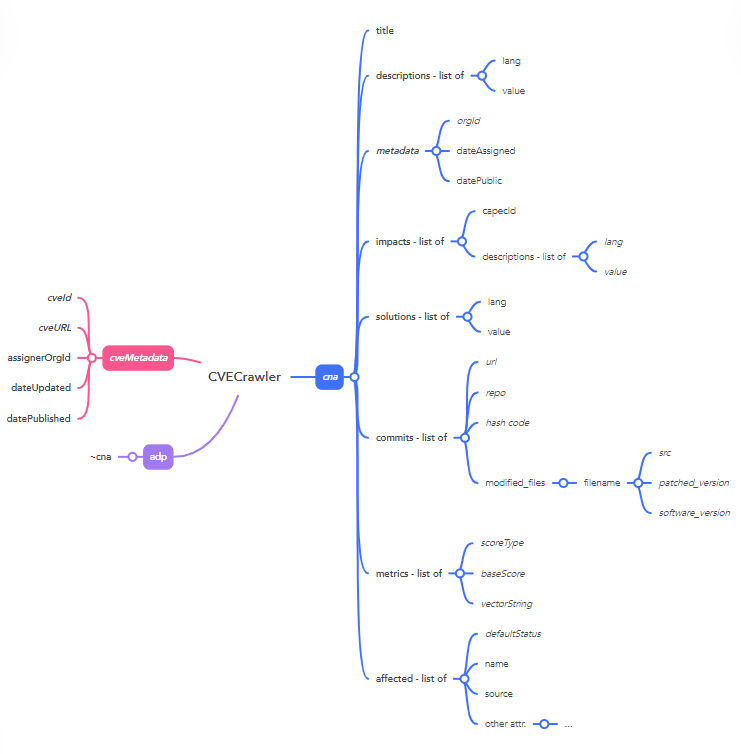 CVECrawler
cveMetadata
cveId
cveURL
assignerOrgId
dateUpdated
datePublished
adp
~cna
cna
title
descriptions - list of
lang
value
metadata
orgId
dateAssigned
datePublic
impacts - list of
capecId
descriptions - list of
lang
value
solutions - list of
lang
value
commits - list of
url
repo
hash code
modified_files
filename
src
patched_version
software_version
metrics - list of
scoreType
baseScore
vectorString
affected - list of
defaultStatus
name
source
other attr.
...